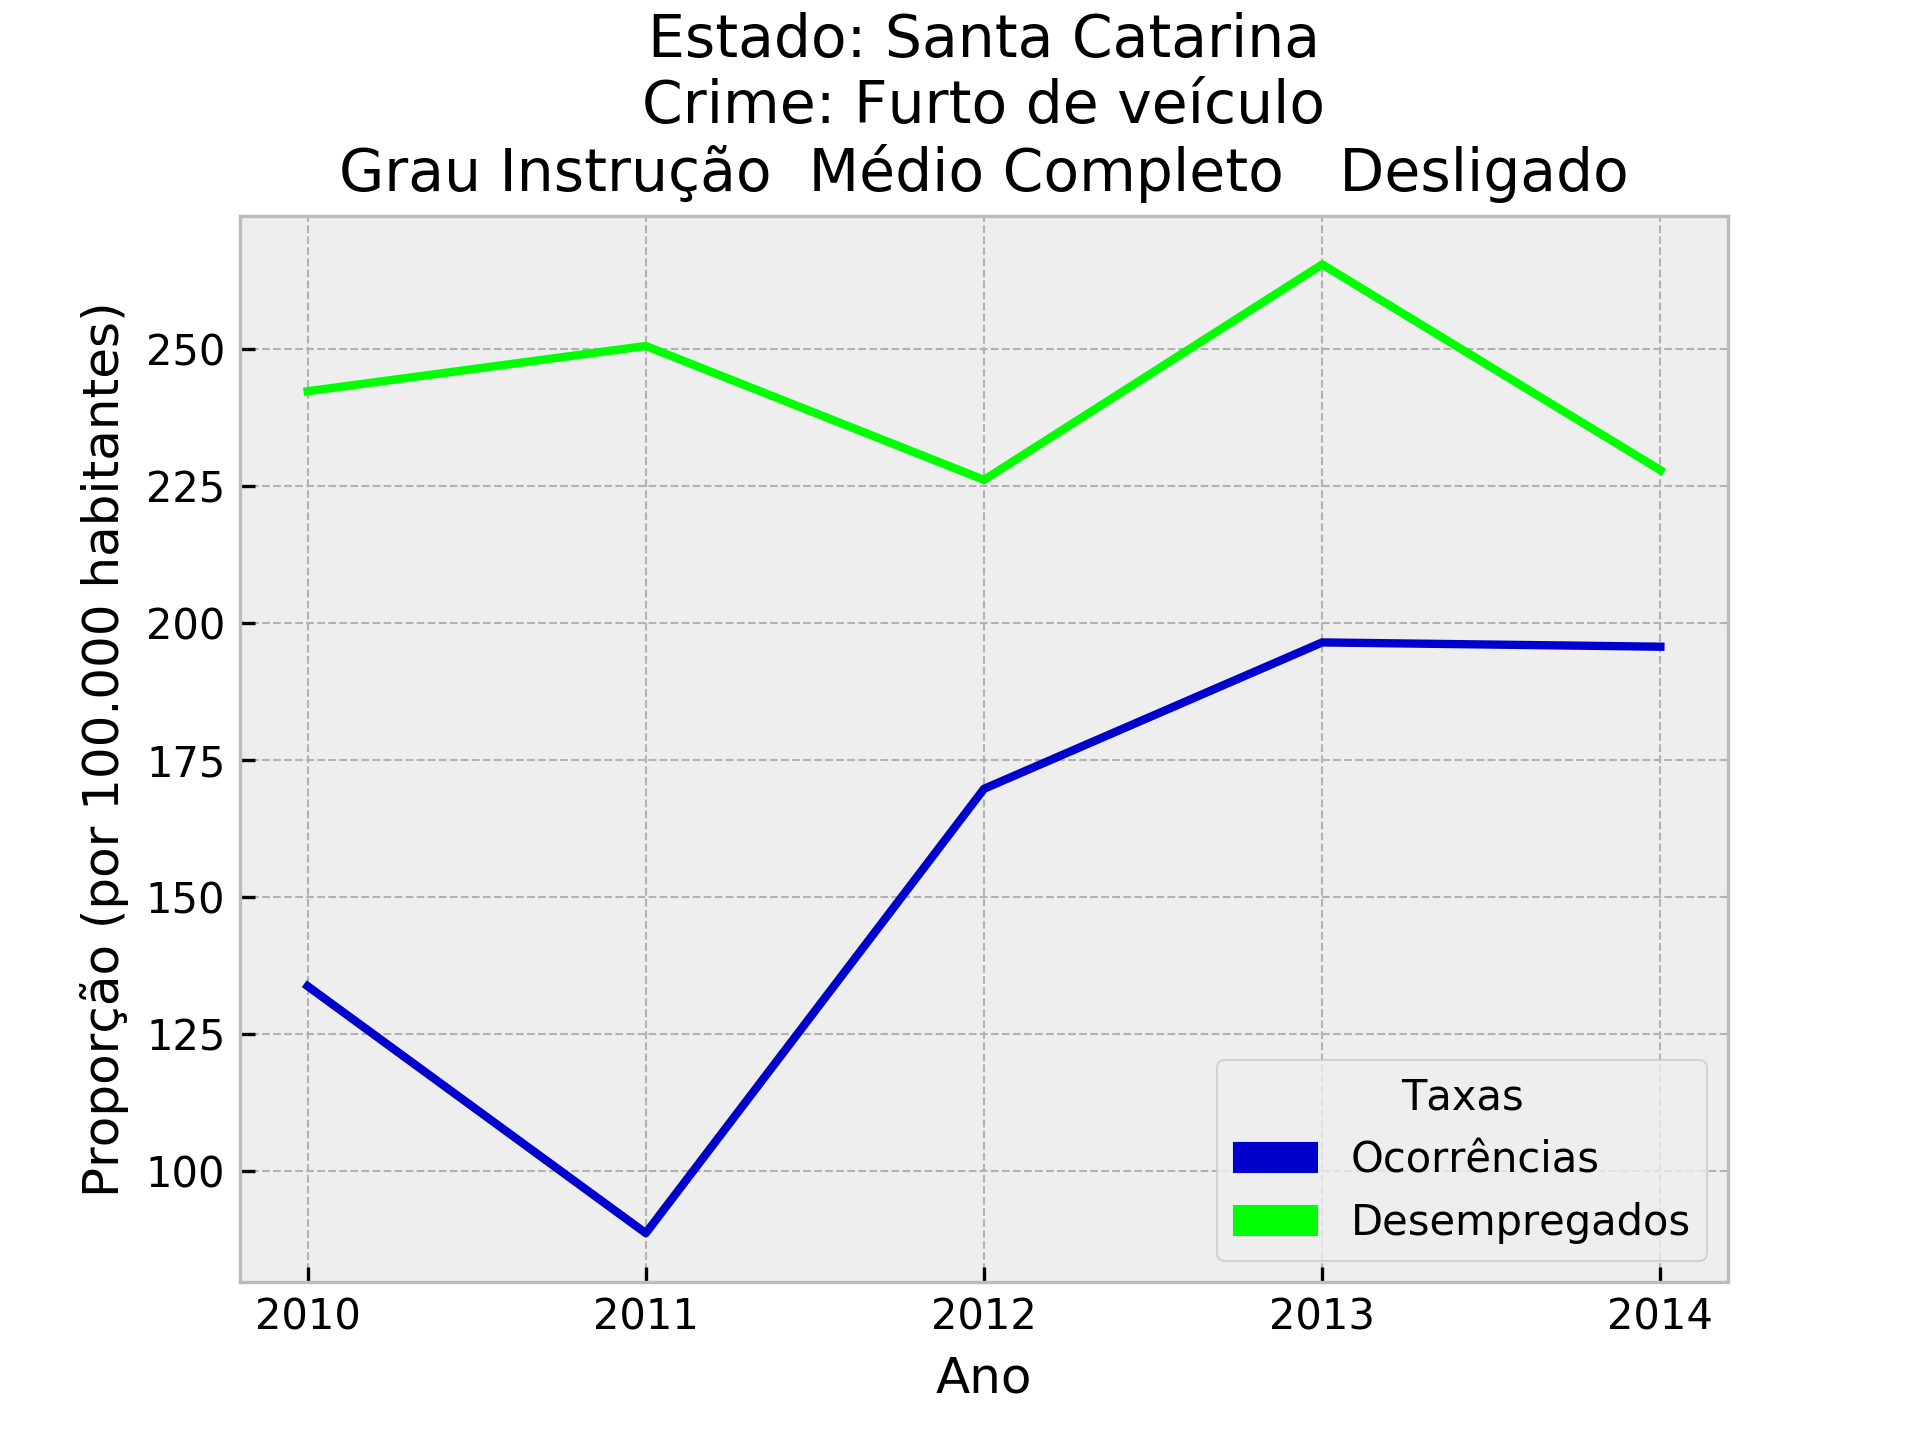 Estado: Santa Catarina
Crime: Furto de veículo
Grau Instrução  Médio Completo   Desligado
Proporção (por 100.000 habitantes)
250
225
200
175
150
125
100
Taxas
Ocorrências
Desempregados
2010 2011 2012 2013 2014
Ano